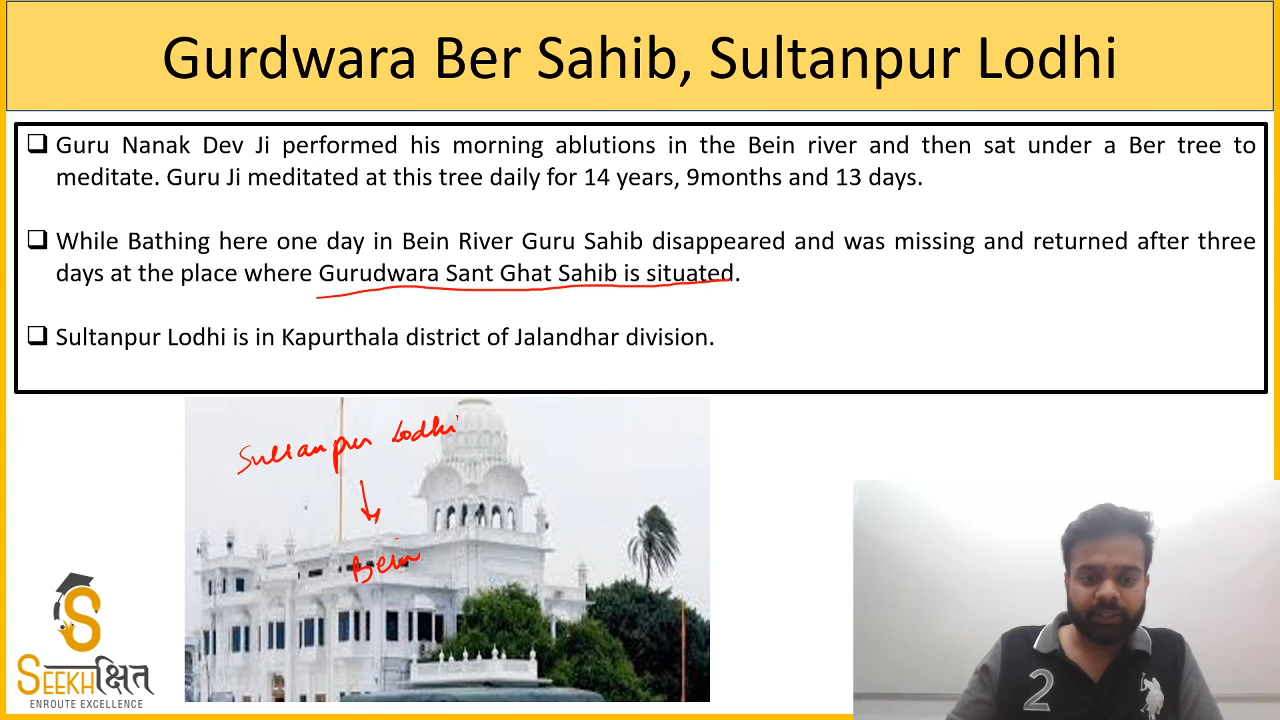 Gurdwara Ber Sahib, Sultanpur Lodhi
❑ Guru Nanak Dev Ji performed his morning ablutions in the Bein river and then sat under a Ber tree to
meditate. Guru Ji meditated at this tree daily for 14 years, 9months and 13 days.
❑ While Bathing here one day in Bein River Guru Sahib disappeared and was missing and returned after three
days at the place where Gurudwara Sant Ghat Sahib is situated.
❑ Sultanpur Lodhi is in Kapurthala district of Jalandhar division.
Sultanpur Lodhi
↓
Bein
S
SEEKHक्षित
ENROUTE EXCELLENCE
2